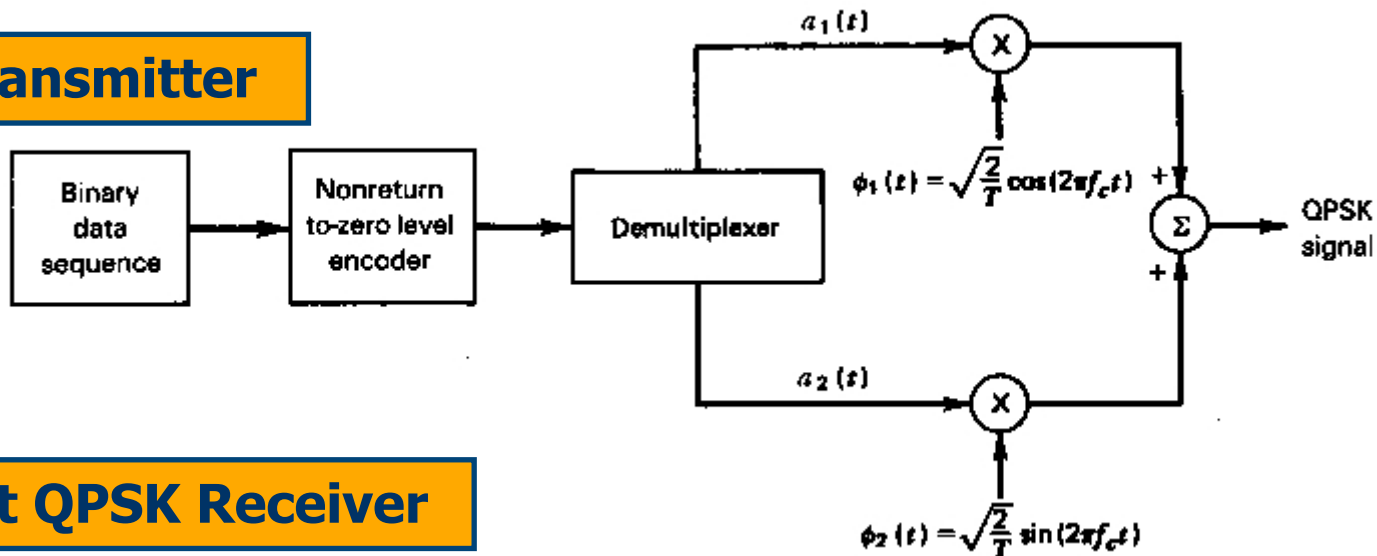 ansmitter
Binary
data
sequence
Nonreturn
to-zero level
encoder
Demultiplexer
a₁(t)
X
ϕ₁(t) = √(2/T) cos(2πf_c t)
+
Σ
+
QPSK
signal
a₂(t)
X
ϕ₂(t) = √(2/T) sin(2πf_c t)
t QPSK Receiver